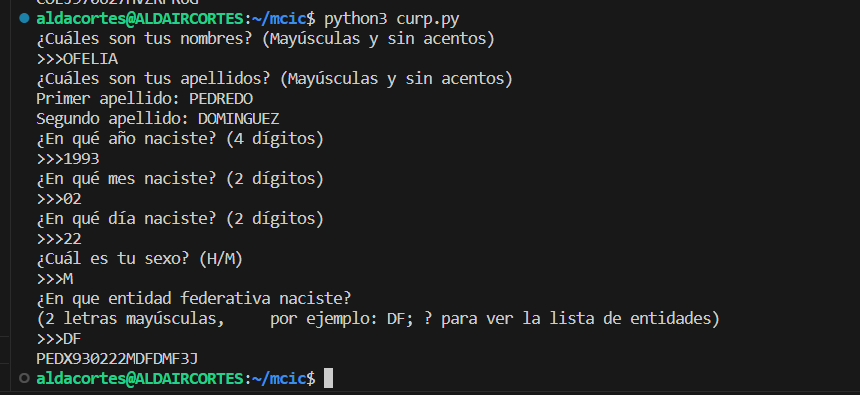 aldacortes@ALDAIRCORTES:~/mcic$ python3 curp.py
¿Cuáles son tus nombres? (Mayúsculas y sin acentos)
>>>OFELIA
¿Cuáles son tus apellidos? (Mayúsculas y sin acentos)
Primer apellido: PEDREDO
Segundo apellido: DOMINGUEZ
¿En qué año naciste? (4 dígitos)
>>>1993
¿En qué mes naciste? (2 dígitos)
>>>02
¿En qué día naciste? (2 dígitos)
>>>22
¿Cuál es tu sexo? (H/M)
>>>M
¿En que entidad federativa naciste?
(2 letras mayúsculas,     por ejemplo: DF; ? para ver la lista de entidades)
>>>DF
PEDX930222MDFDMF3J
aldacortes@ALDAIRCORTES:~/mcic$